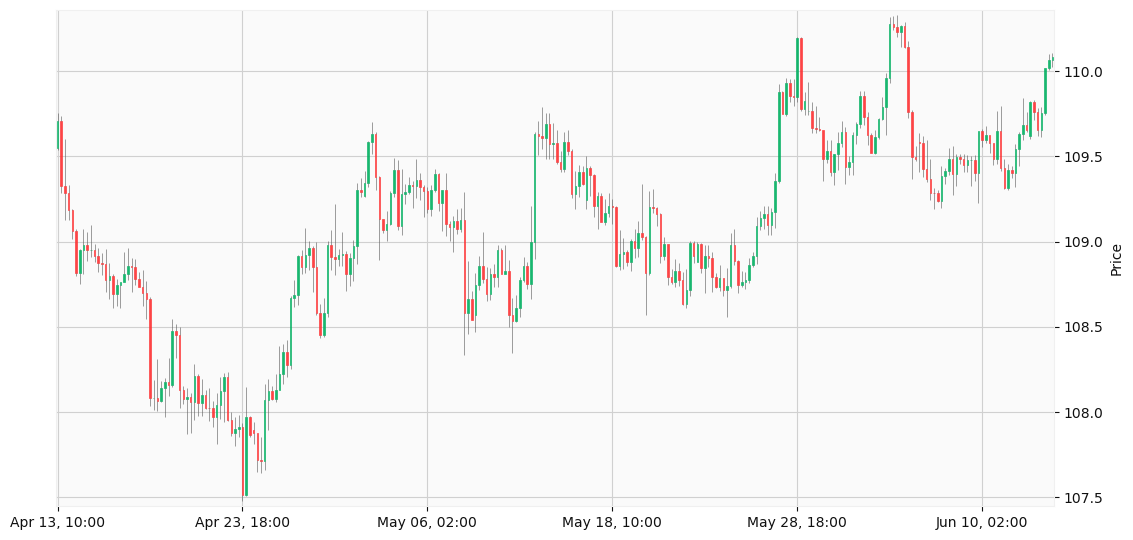 110.0
109.5
109.0
108.5
108.0
107.5
Price
Apr 13, 10:00
Apr 23, 18:00
May 06, 02:00
May 18, 10:00
May 28, 18:00
Jun 10, 02:00